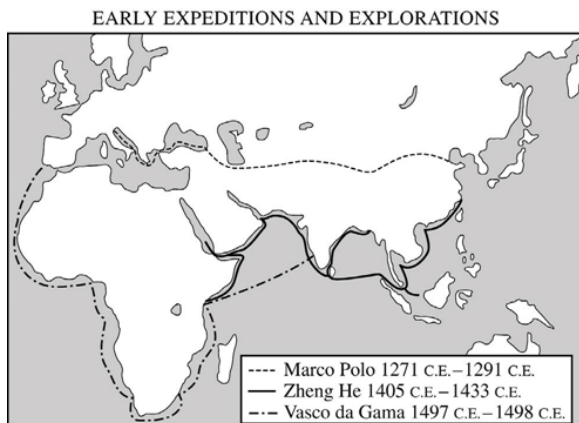 EARLY EXPEDITIONS AND EXPLORATIONS
Marco Polo 1271 C.E.–1291 C.E.
Zheng He 1405 C.E.–1433 C.E.
Vasco da Gama 1497 C.E.–1498 C.E.